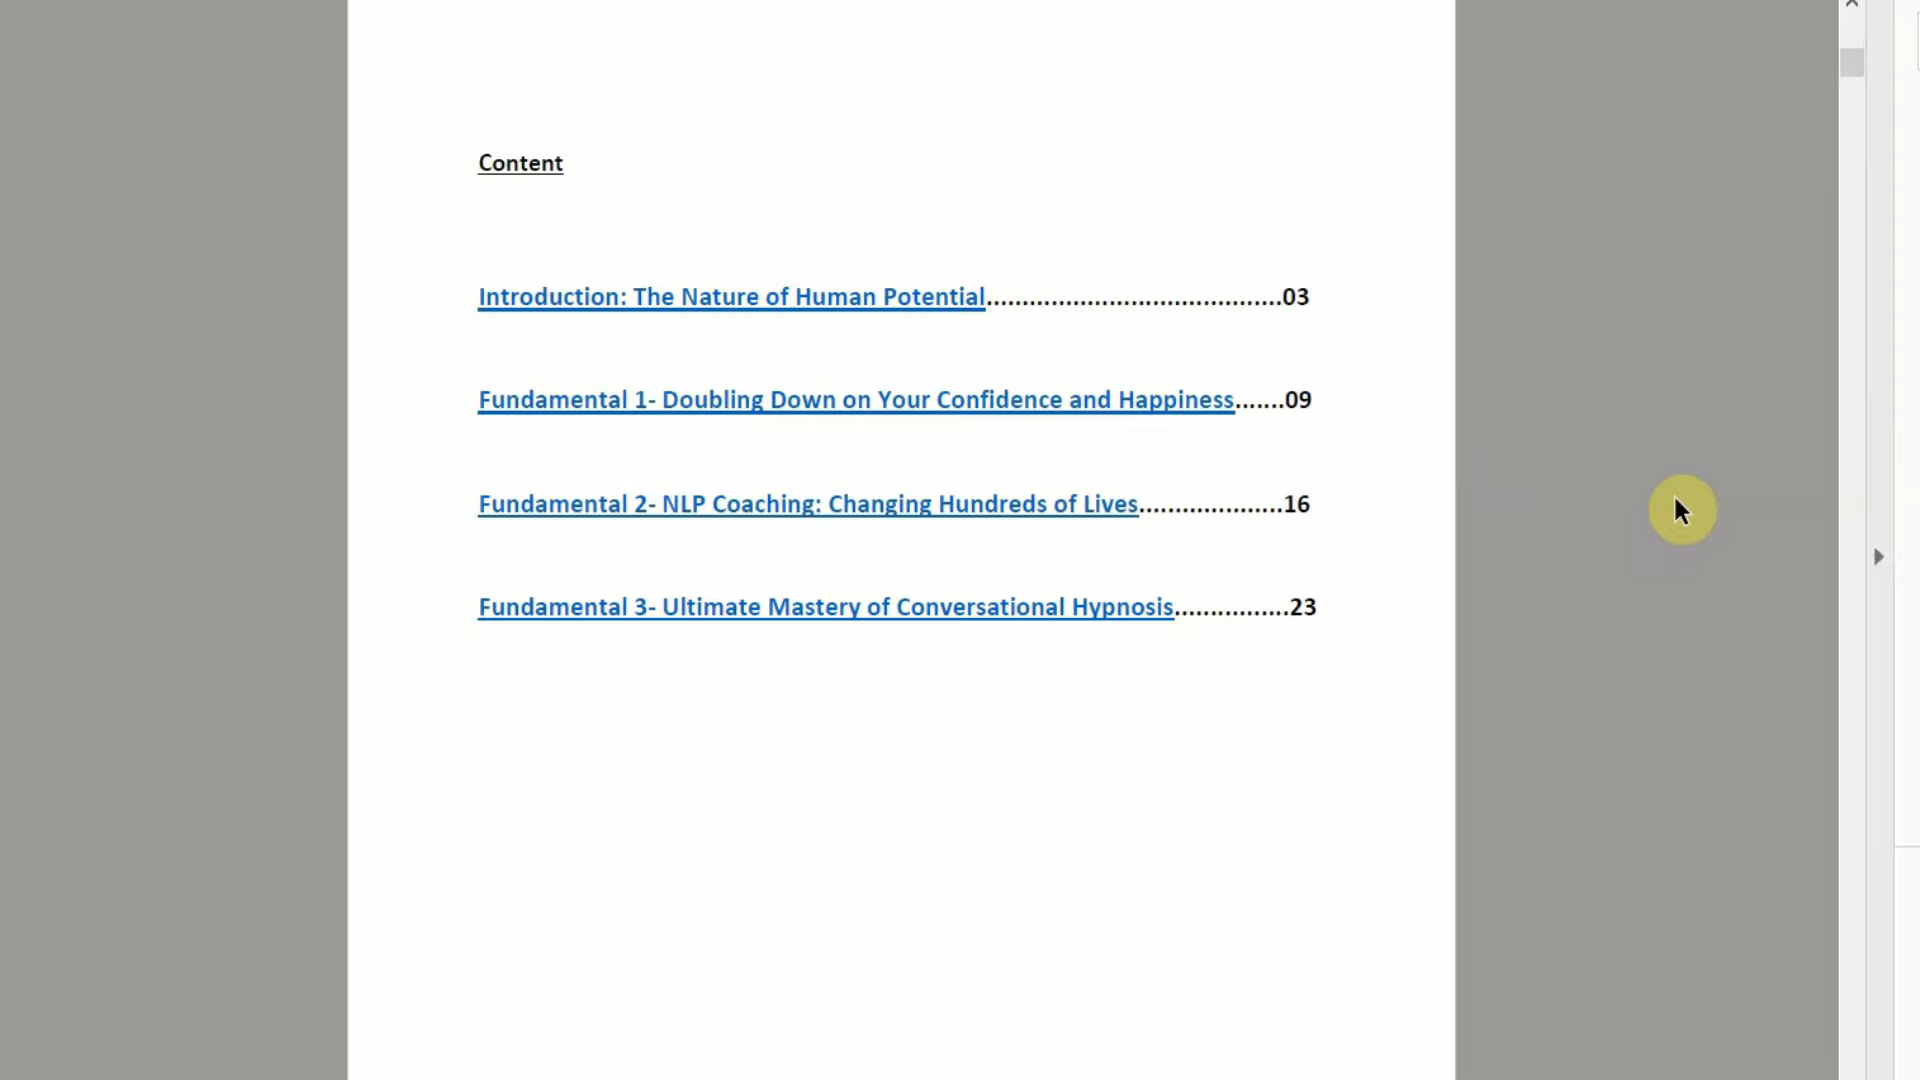 Content
Introduction: The Nature of Human Potential.........................................03
Fundamental 1- Doubling Down on Your Confidence and Happiness.......09
Fundamental 2- NLP Coaching: Changing Hundreds of Lives....................16
Fundamental 3- Ultimate Mastery of Conversational Hypnosis................23